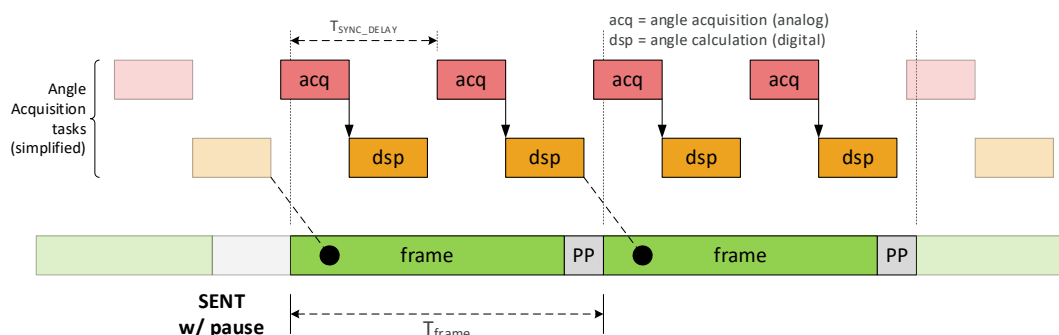 T_SYNC_DELAY
acq = angle acquisition (analog)
dsp = angle calculation (digital)
Angle
Acquisition
tasks
(simplified)
acq
acq
acq
acq
dsp
dsp
dsp
dsp
frame
PP
frame
PP
SENT
w/ pause
T_frame